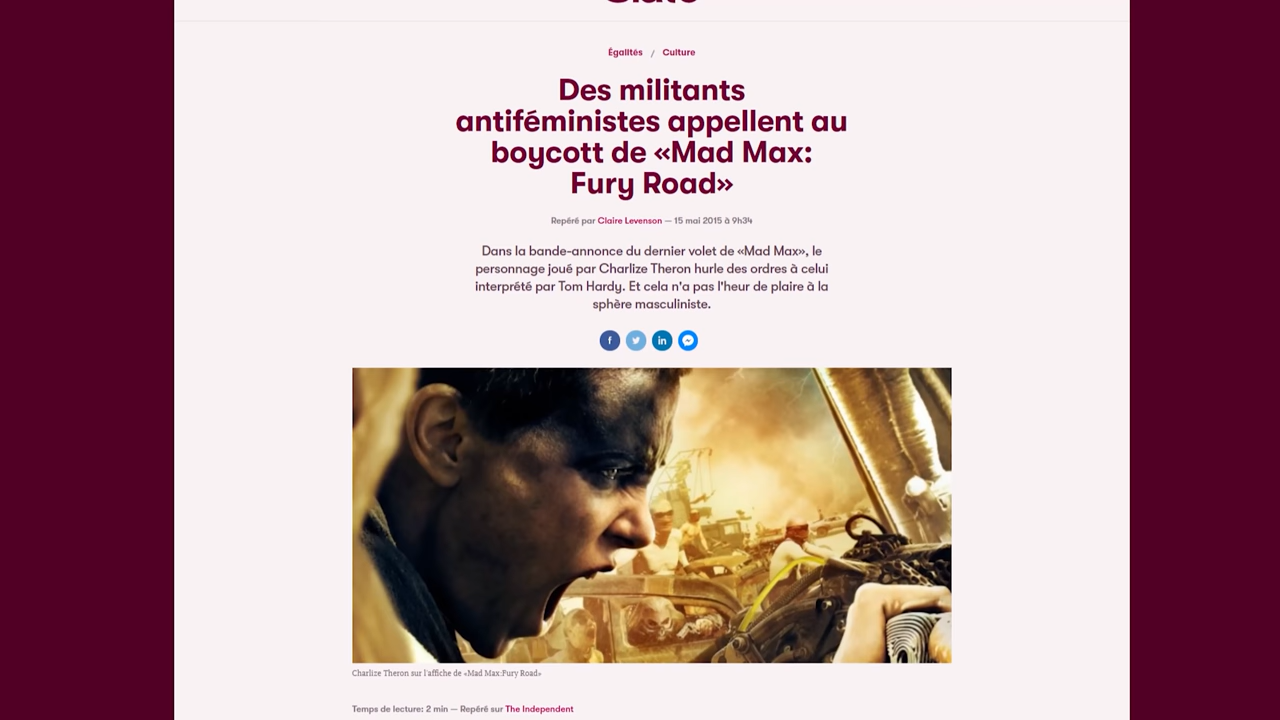 Égalités / Culture
Des militants
antiféministes appellent au
boycott de «Mad Max:
Fury Road»
Repéré par Claire Levenson — 15 mai 2015 à 9h34
Dans la bande-annonce du dernier volet de «Mad Max», le
personnage joué par Charlize Theron hurle des ordres à celui
interprété par Tom Hardy. Et cela n'a pas l'heur de plaire à la
sphère masculiniste.
f
in
Charlize Theron sur l'affiche de «Mad Max:Fury Road»
Temps de lecture: 2 min — Repéré sur The Independent